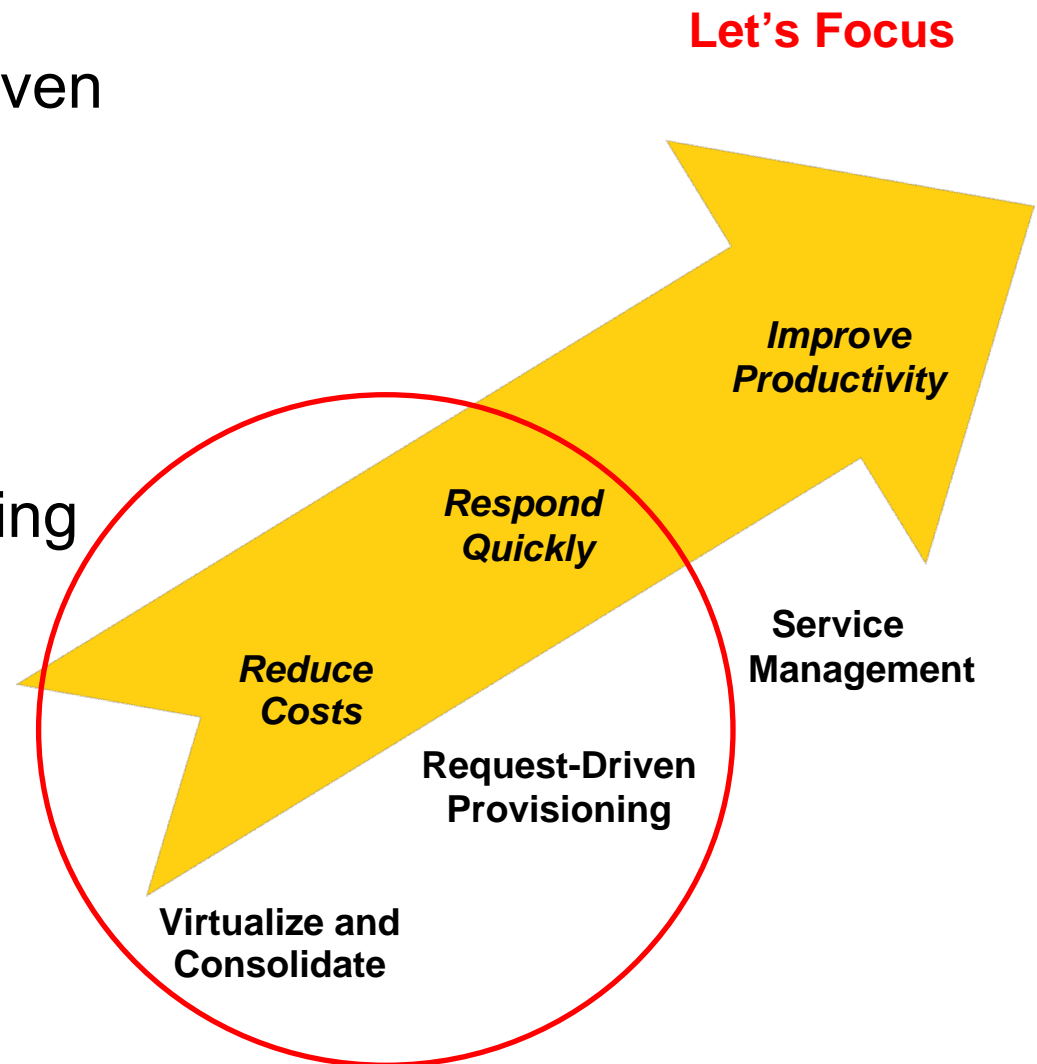 Let’s Focus
ven
Improve
Productivity
ing
Respond
Quickly
Service
Management
Reduce
Costs
Request-Driven
Provisioning
Virtualize and
Consolidate